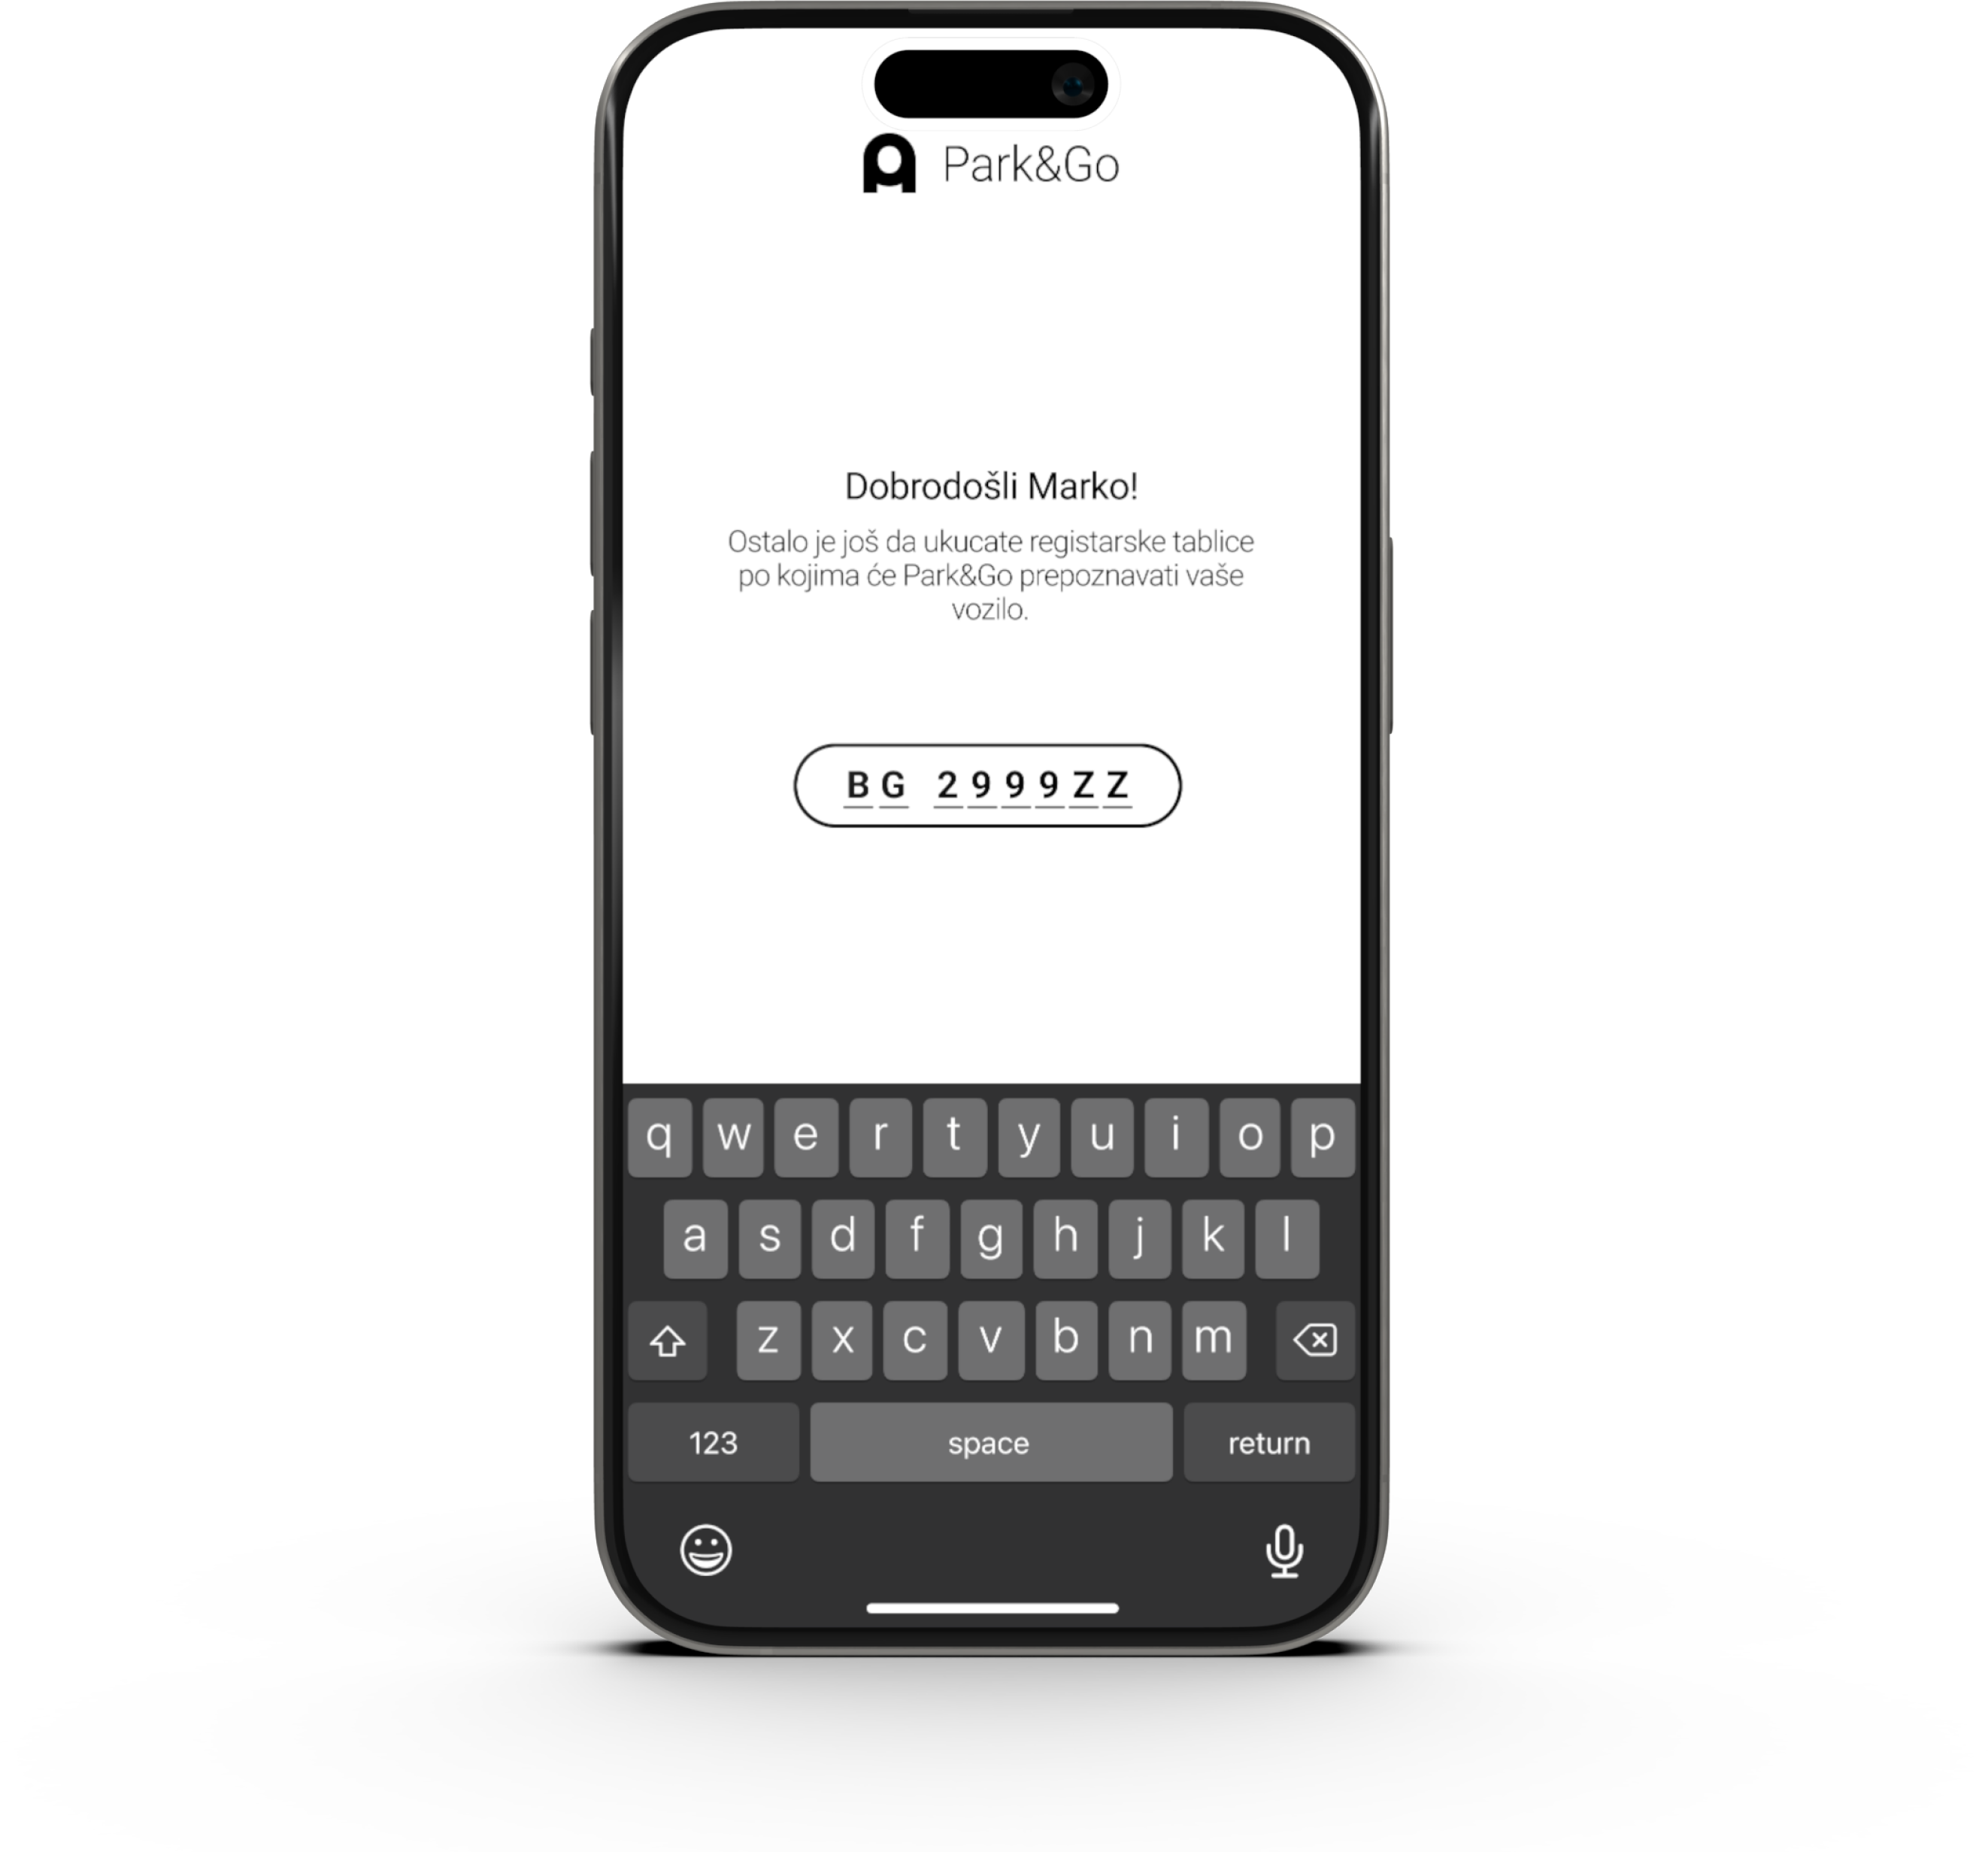 Park&Go
Dobrodošli Marko!
Ostalo je još da ukucate registarske tablice
po kojima će Park&Go prepoznavati vaše
vozilo.
BG 2999ZZ
q w e r t y u i o p
a s d f g h j k l
z x c v b n m
123 space return